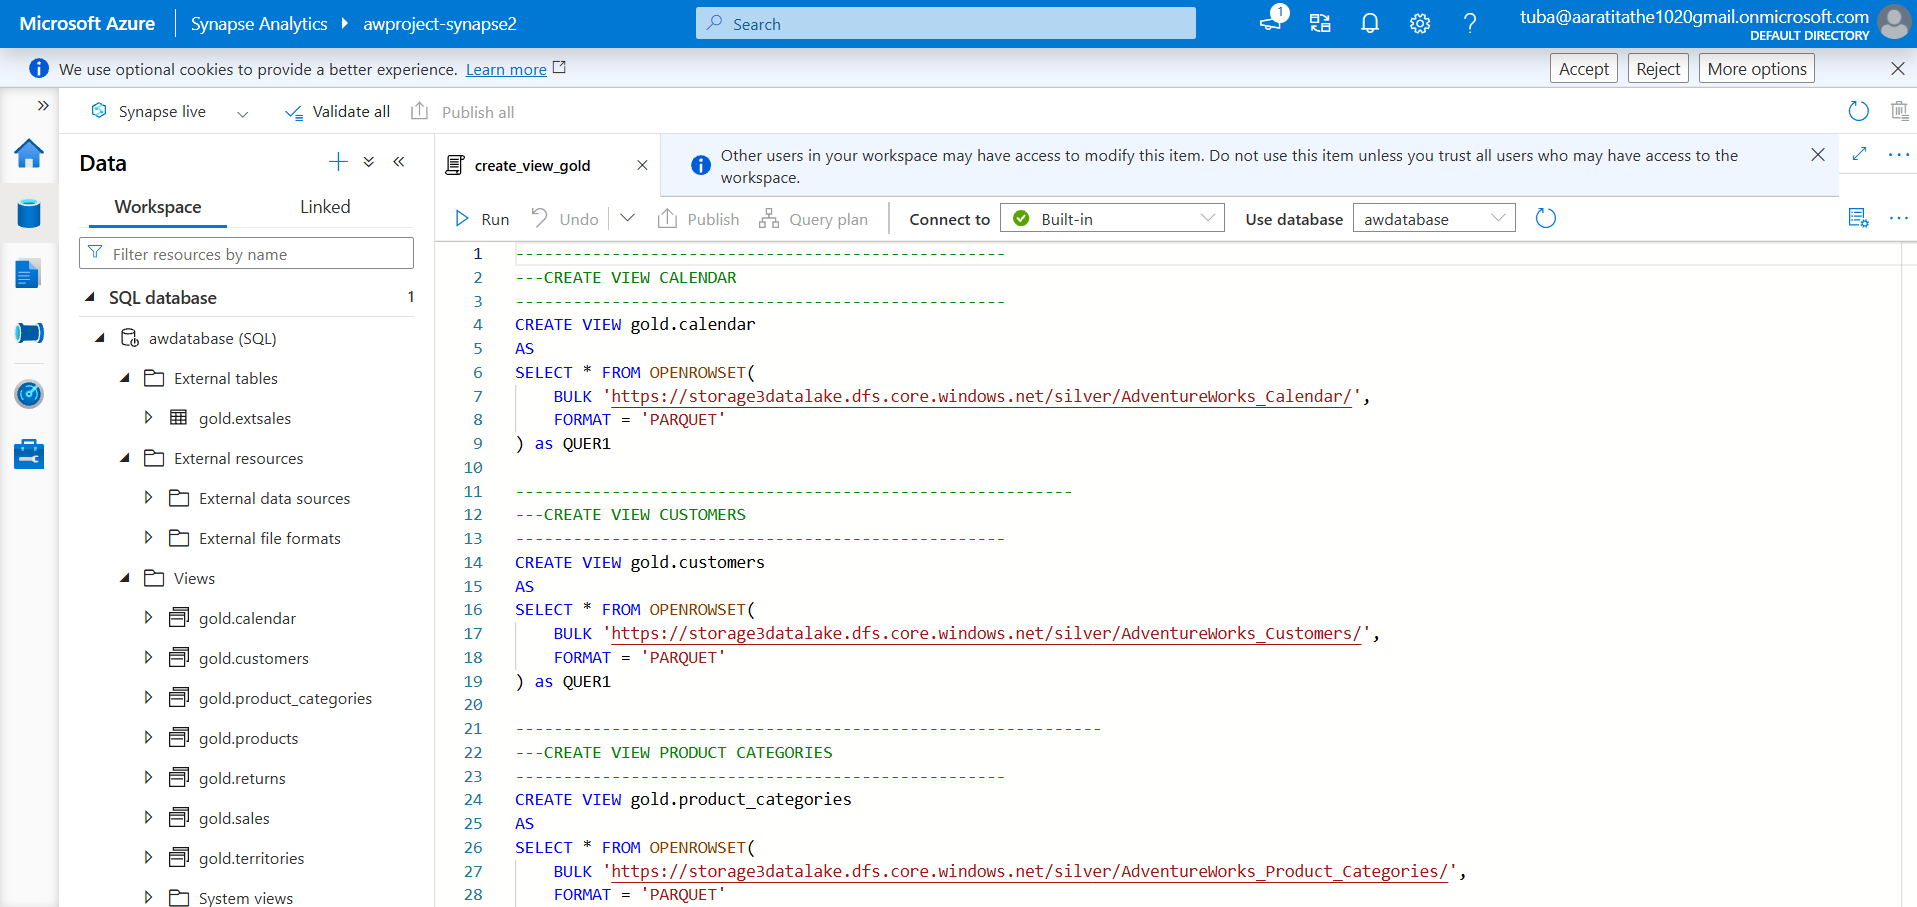 Microsoft Azure Synapse Analytics awproject-synapse2 Search 1 tuba@aaratitathe1020gmail.onmicrosoft.com
DEFAULT DIRECTORY
We use optional cookies to provide a better experience. Learn more Accept Reject More options
Synapse live Validate all Publish all
Data
Workspace Linked
Filter resources by name
SQL database 1
awdatabase (SQL)
External tables
gold.extsales
External resources
External data sources
External file formats
Views
gold.calendar
gold.customers
gold.product_categories
gold.products
gold.returns
gold.sales
gold.territories
System views
create_view_gold
Other users in your workspace may have access to modify this item. Do not use this item unless you trust all users who may have access to the
workspace.
Run Undo Publish Query plan Connect to Built-in Use database awdatabase
1 ---------------------------------------------------
2 ---CREATE VIEW CALENDAR
3 ---------------------------------------------------
4 CREATE VIEW gold.calendar
5 AS
6 SELECT * FROM OPENROWSET(
7 BULK 'https://storage3datalake.dfs.core.windows.net/silver/AdventureWorks_Calendar/',
8 FORMAT = 'PARQUET'
9 ) as QUER1
10
11 ----------------------------------------------------------
12 ---CREATE VIEW CUSTOMERS
13 ---------------------------------------------------
14 CREATE VIEW gold.customers
15 AS
16 SELECT * FROM OPENROWSET(
17 BULK 'https://storage3datalake.dfs.core.windows.net/silver/AdventureWorks_Customers/',
18 FORMAT = 'PARQUET'
19 ) as QUER1
20
21 -------------------------------------------------------------
22 ---CREATE VIEW PRODUCT CATEGORIES
23 ---------------------------------------------------
24 CREATE VIEW gold.product_categories
25 AS
26 SELECT * FROM OPENROWSET(
27 BULK 'https://storage3datalake.dfs.core.windows.net/silver/AdventureWorks_Product_Categories/',
28 FORMAT = 'PARQUET'